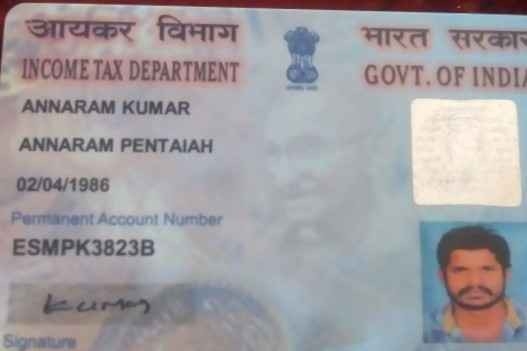 आयकर विभाग
INCOME TAX DEPARTMENT
भारत सरकार
GOVT. OF INDIA
ANNARAM KUMAR
ANNARAM PENTAIAH
02/04/1986
Permanent Account Number
ESMPK3823B
Kumar
Signature